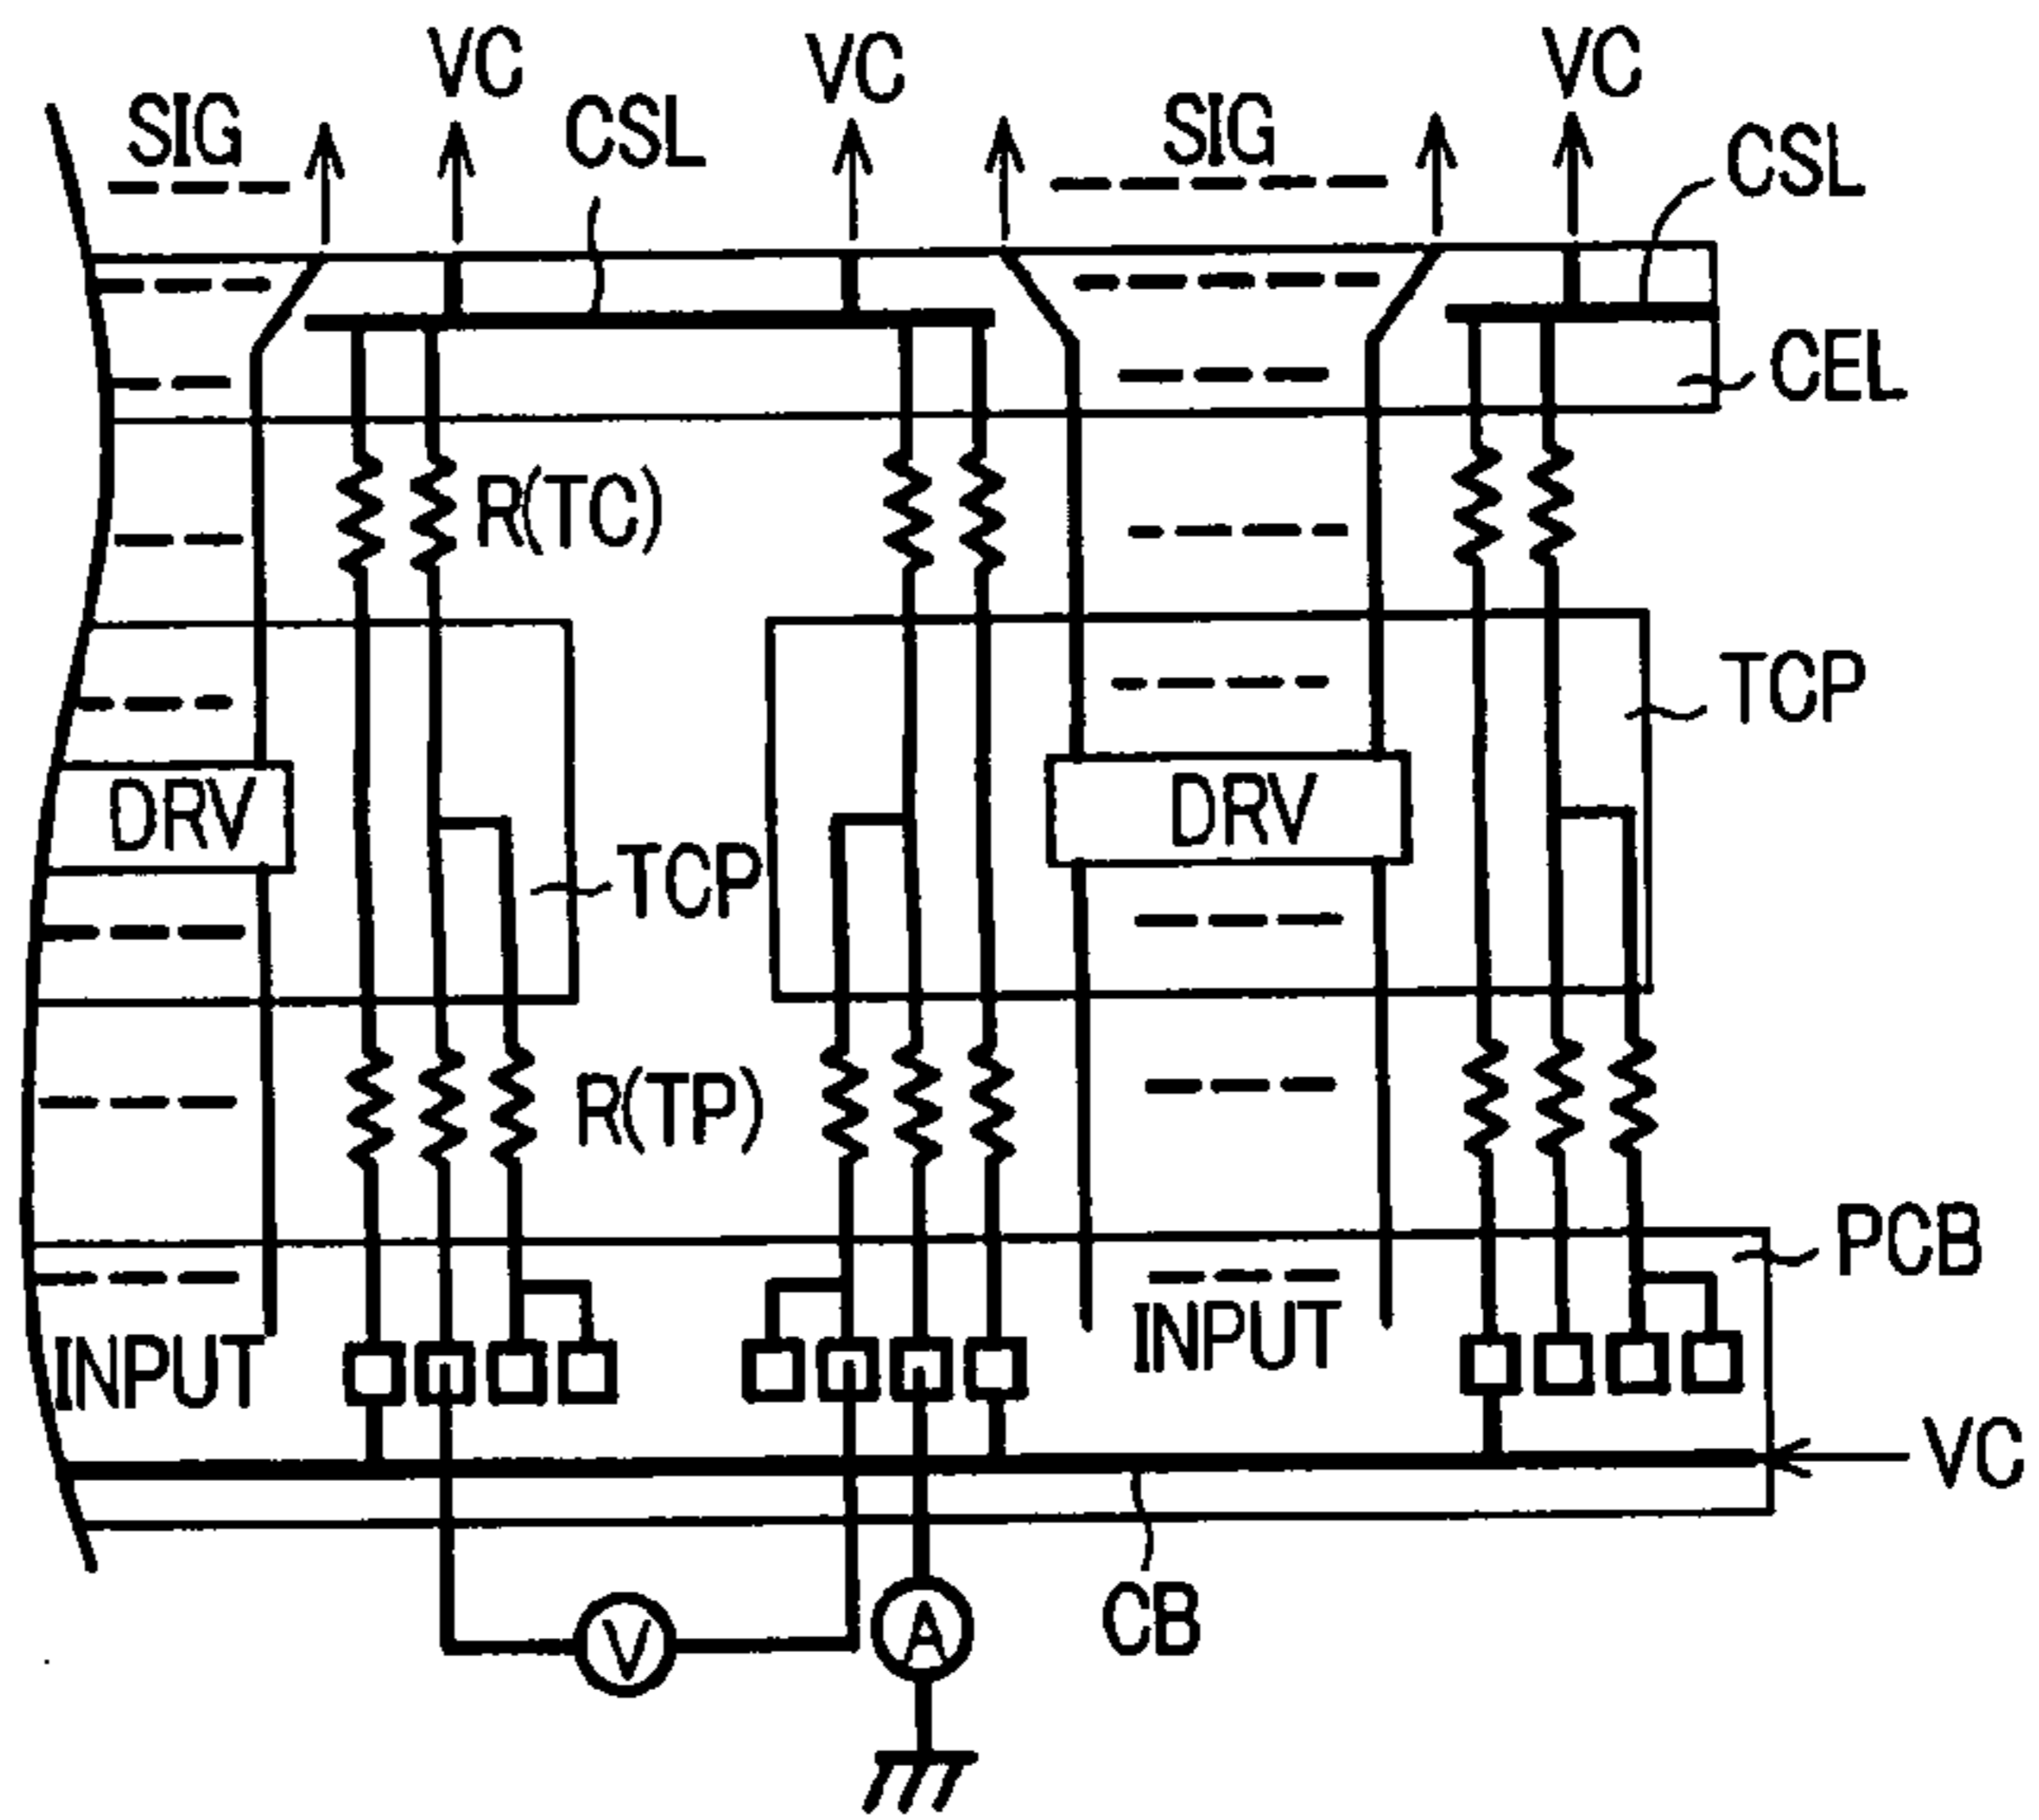 VC VC VC
SIG CSL SIG CSL
CEL
R(TC)
TCP
DRV DRV
TCP
R(TP)
PCB
INPUT INPUT
VC
CB
V A